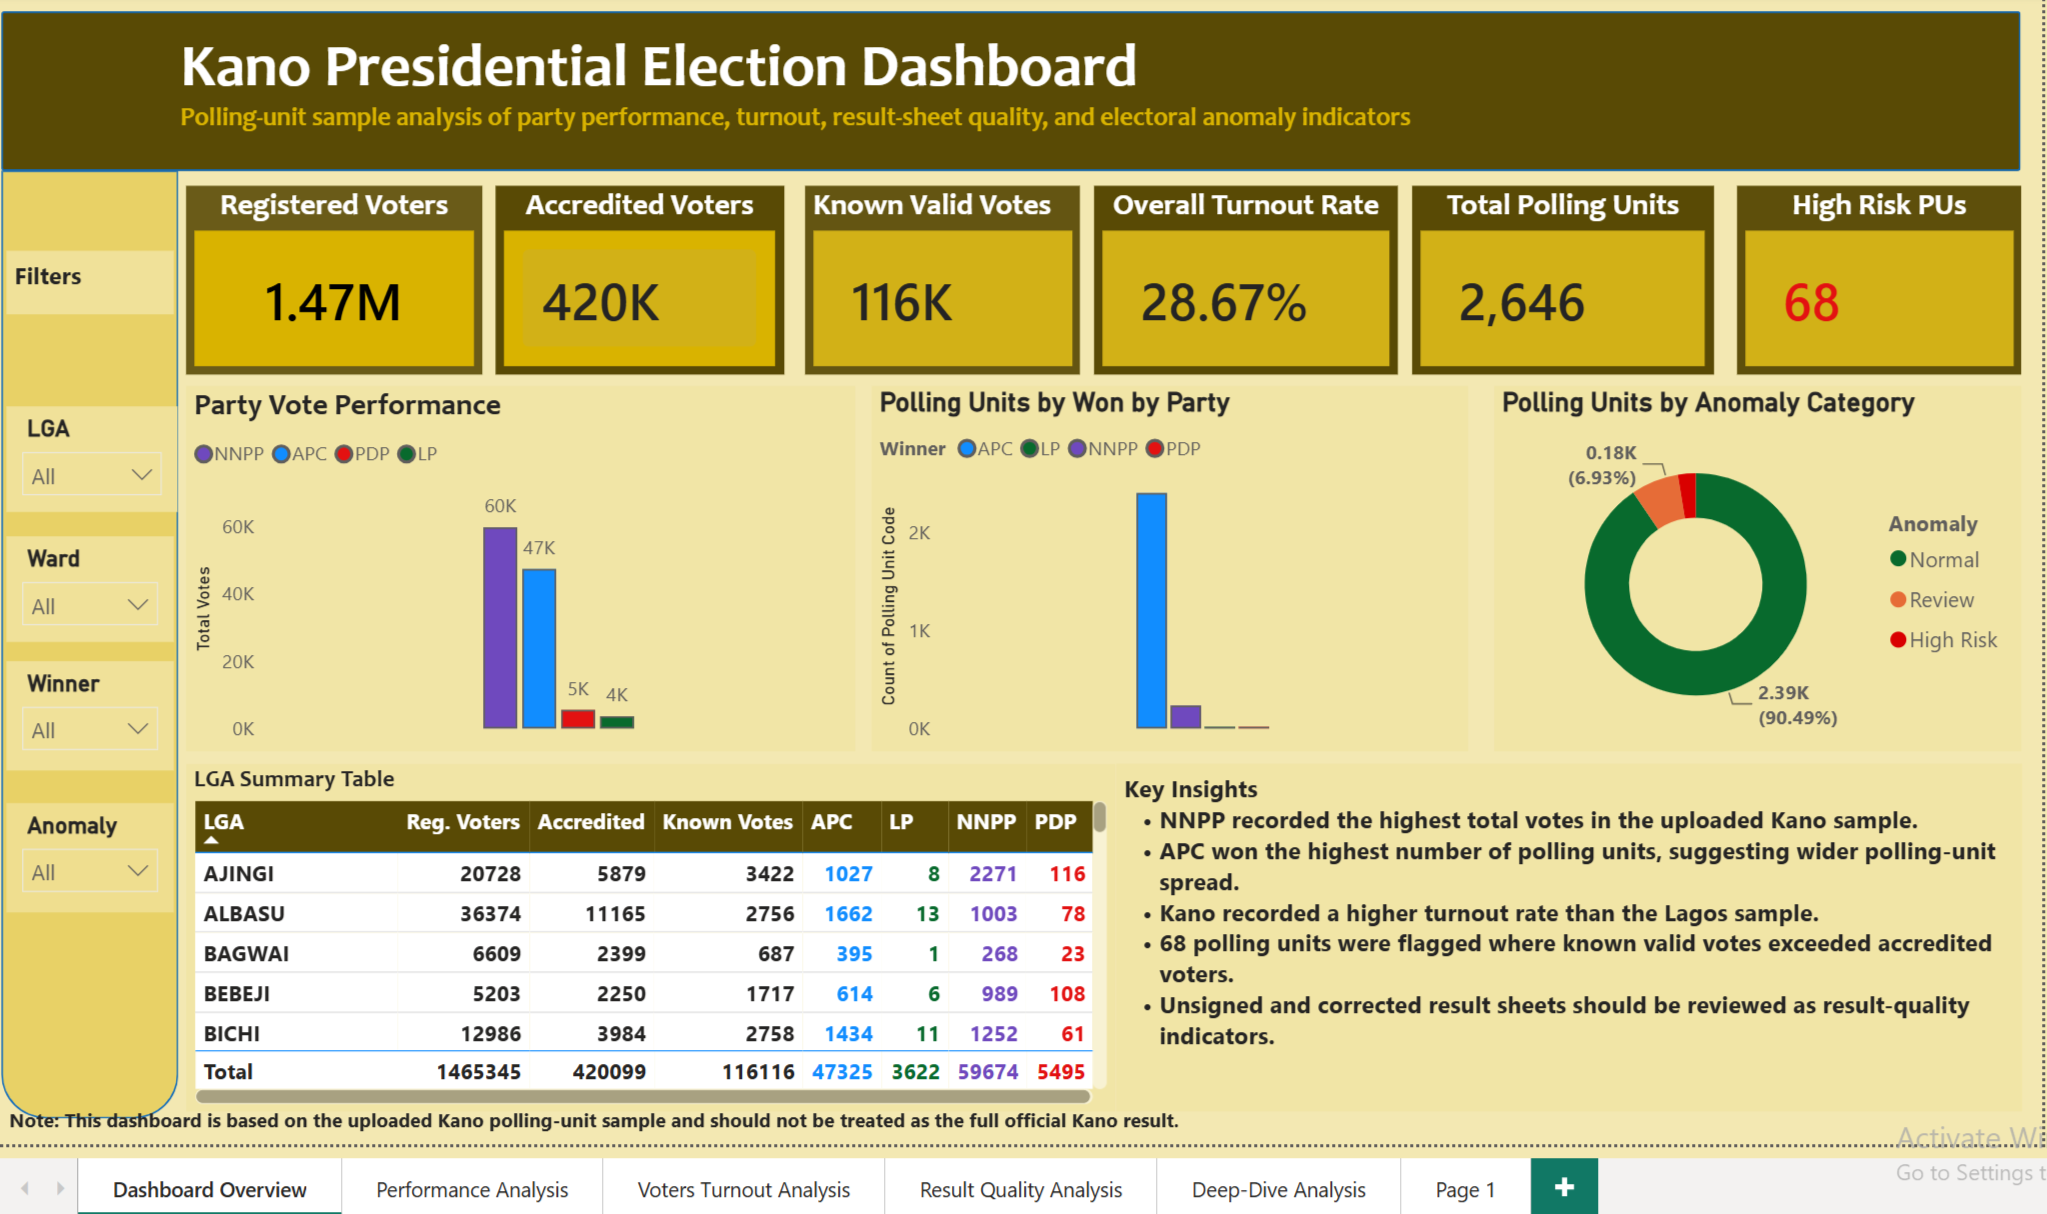 Kano Presidential Election Dashboard
Polling-unit sample analysis of party performance, turnout, result-sheet quality, and electoral anomaly indicators
Registered Voters
1.47M
Accredited Voters
420K
Known Valid Votes
116K
Overall Turnout Rate
28.67%
Total Polling Units
2,646
High Risk PUs
68
Filters
LGA
All
Ward
All
Winner
All
Anomaly
All
Party Vote Performance
NNPP APC PDP LP
Total Votes
60K
40K
20K
0K
60K
47K
5K
4K
Polling Units by Won by Party
Winner APC LP NNPP PDP
Count of Polling Unit Code
2K
1K
0K
Polling Units by Anomaly Category
0.18K
(6.93%)
2.39K
(90.49%)
Anomaly
Normal
Review
High Risk
LGA Summary Table
LGA Reg. Voters Accredited Known Votes APC LP NNPP PDP
AJINGI 20728 5879 3422 1027 8 2271 116
ALBASU 36374 11165 2756 1662 13 1003 78
BAGWAI 6609 2399 687 395 1 268 23
BEBEJI 5203 2250 1717 614 6 989 108
BICHI 12986 3984 2758 1434 11 1252 61
Total 1465345 420099 116116 47325 3622 59674 5495
Key Insights
• NNPP recorded the highest total votes in the uploaded Kano sample.
• APC won the highest number of polling units, suggesting wider polling-unit
spread.
• Kano recorded a higher turnout rate than the Lagos sample.
• 68 polling units were flagged where known valid votes exceeded accredited
voters.
• Unsigned and corrected result sheets should be reviewed as result-quality
indicators.
Note: This dashboard is based on the uploaded Kano polling-unit sample and should not be treated as the full official Kano result.
Activate Wi
Go to Settings t
Dashboard Overview
Performance Analysis
Voters Turnout Analysis
Result Quality Analysis
Deep-Dive Analysis
Page 1
+